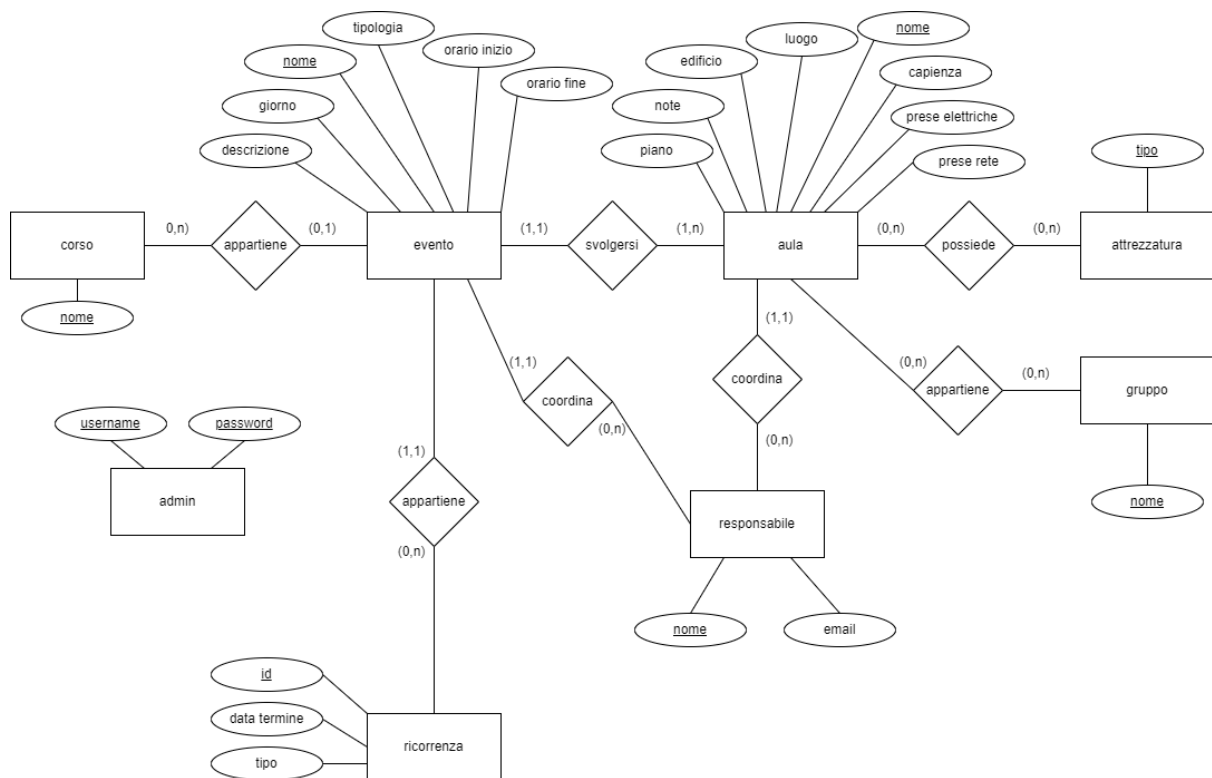 tipologia
orario inizio
nome
orario fine
giorno
descrizione
luogo
nome
edificio
capienza
note
prese elettriche
piano
prese rete
tipo
corso
0,n)
appartiene
(0,1)
evento
(1,1)
svolgersi
(1,n)
aula
(0,n)
possiede
(0,n)
attrezzatura
nome
(1,1)
(1,1)
coordina
(0,n)
coordina
(0,n)
appartiene
(0,n)
gruppo
(0,n)
nome
username
password
admin
(1,1)
appartiene
(0,n)
responsabile
nome
email
id
data termine
tipo
ricorrenza